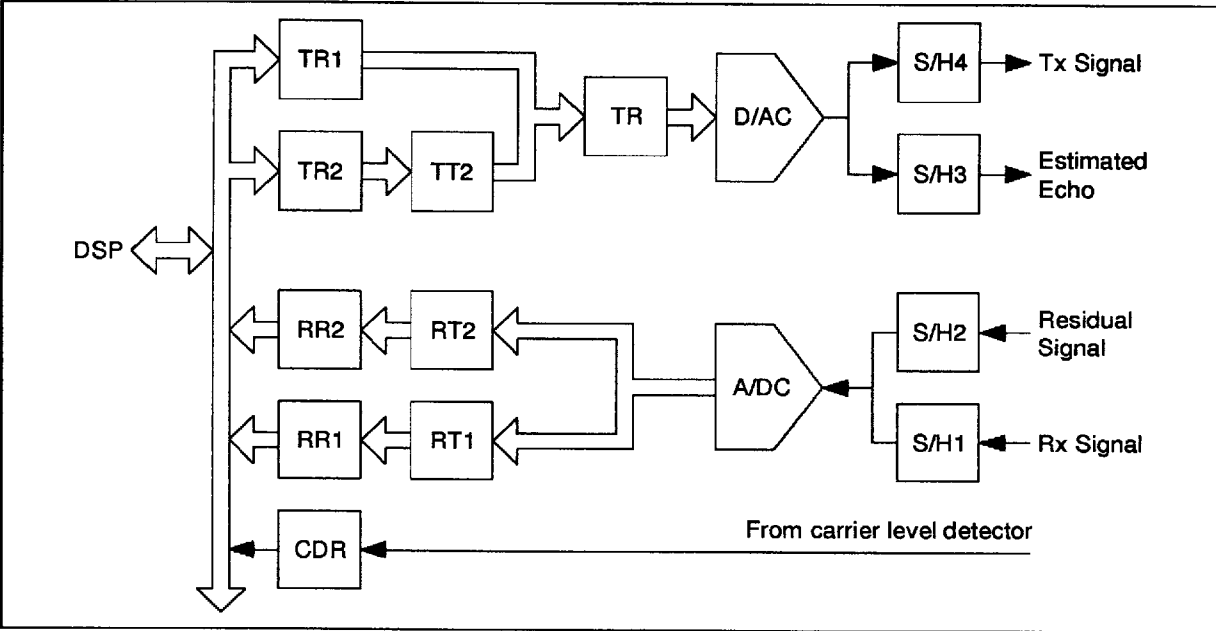 TR1
TR2
TT2
TR
D/AC
S/H4
Tx Signal
S/H3
Estimated
Echo
DSP
RR2
RT2
RR1
RT1
A/DC
S/H2
Residual
Signal
S/H1
Rx Signal
CDR
From carrier level detector